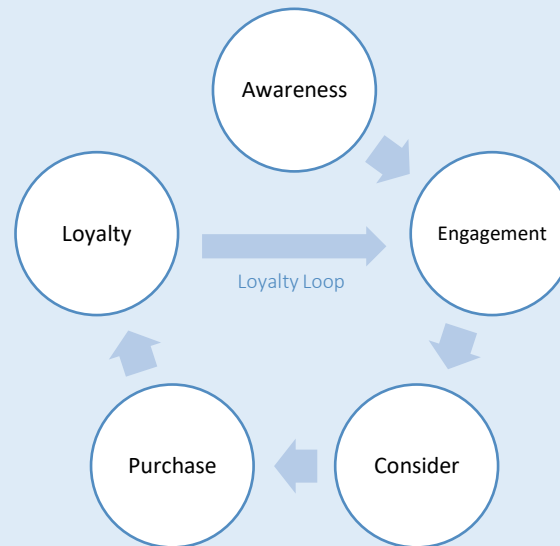 Awareness
Loyalty
Engagement
Loyalty Loop
Purchase
Consider